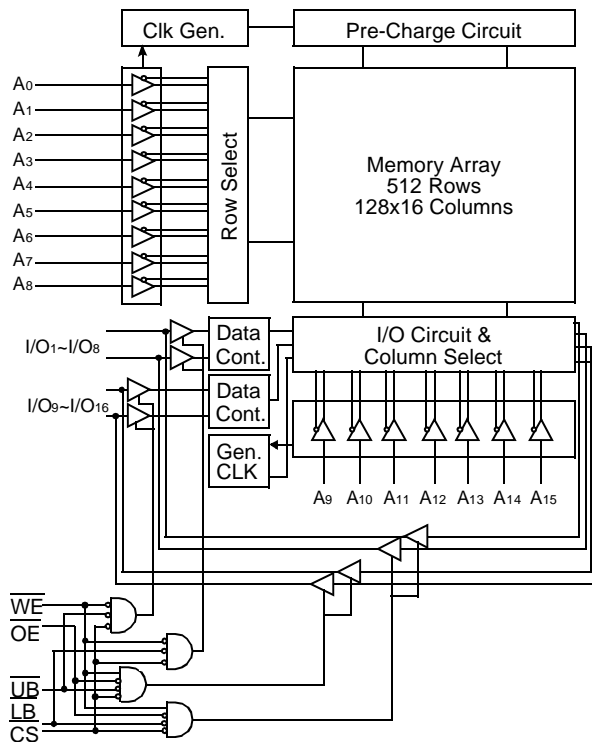 Clk Gen.
Pre-Charge Circuit
A0
A1
A2
A3
A4
A5
A6
A7
A8
Row Select
Memory Array
512 Rows
128x16 Columns
I/O1~I/O8
Data
Cont.
I/O Circuit &
Column Select
I/O9~I/O16
Data
Cont.
Gen.
CLK
A9
A10
A11
A12
A13
A14
A15
WE
OE
UB
LB
CS